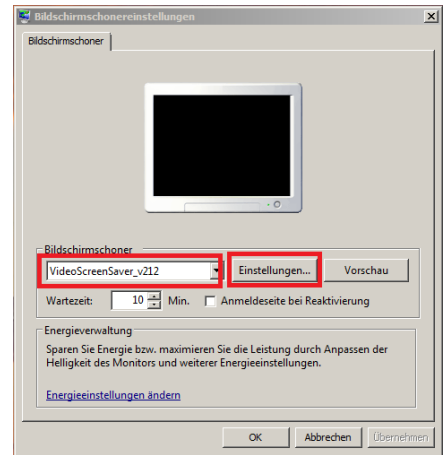 Bildschirmschonereinstellungen
Bildschirmschoner
Bildschirmschoner
VideoScreenSaver_v212 Einstellungen... Vorschau
Wartezeit: 10 Min. Anmeldeseite bei Reaktivierung
Energieverwaltung
Sparen Sie Energie bzw. maximieren Sie die Leistung durch Anpassen der
Helligkeit des Monitors und weiterer Energieeinstellungen.
Energieeinstellungen ändern
OK Abbrechen Übernehmen